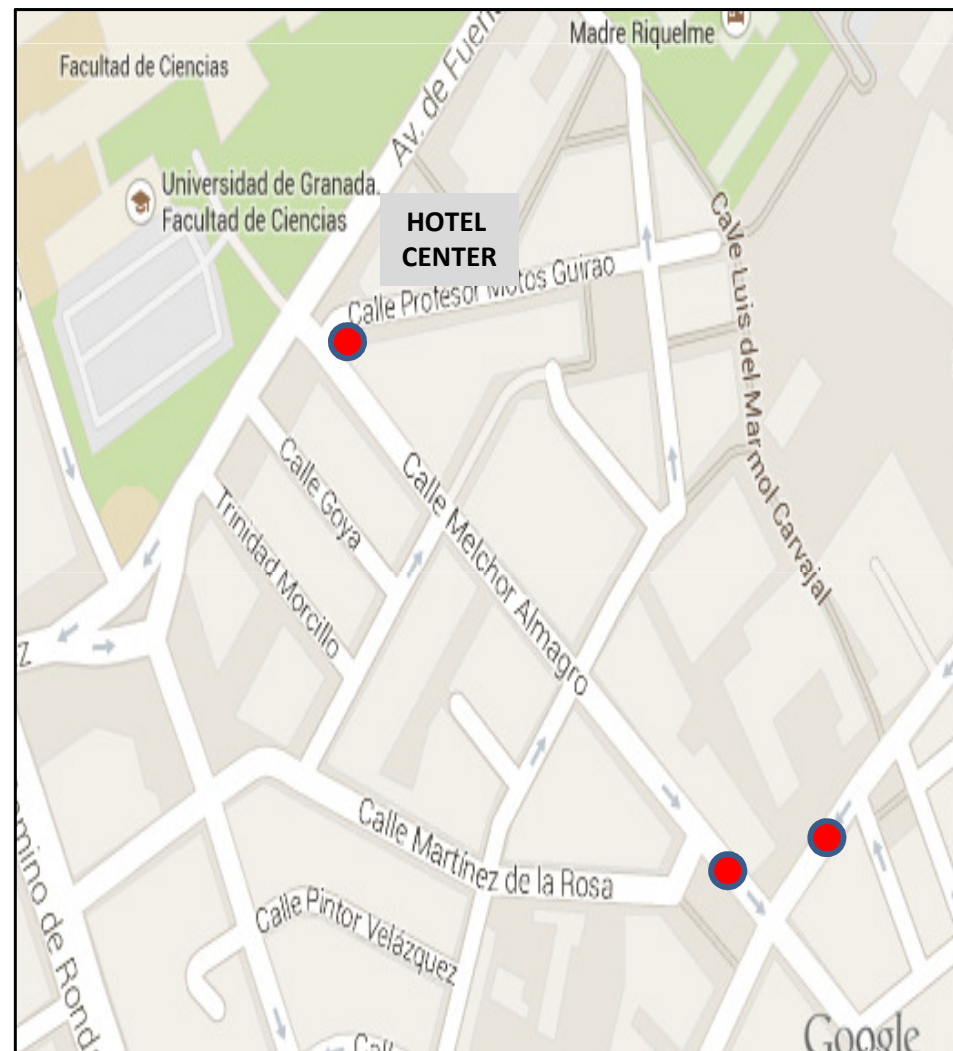 Madre Riquelme
Facultad de Ciencias
Av. de Fuen
Universidad de Granada.
Facultad de Ciencias
HOTEL
CENTER
Calle Profesor Motos Guirao
Calle Luis del Marmol Carvajal
Calle Goya
Calle Melchor Almagro
Trinidad Morcillo
Z
Calle Martínez de la Rosa
Calle Pintor Velázquez
amino de Ronda
Calle
Google